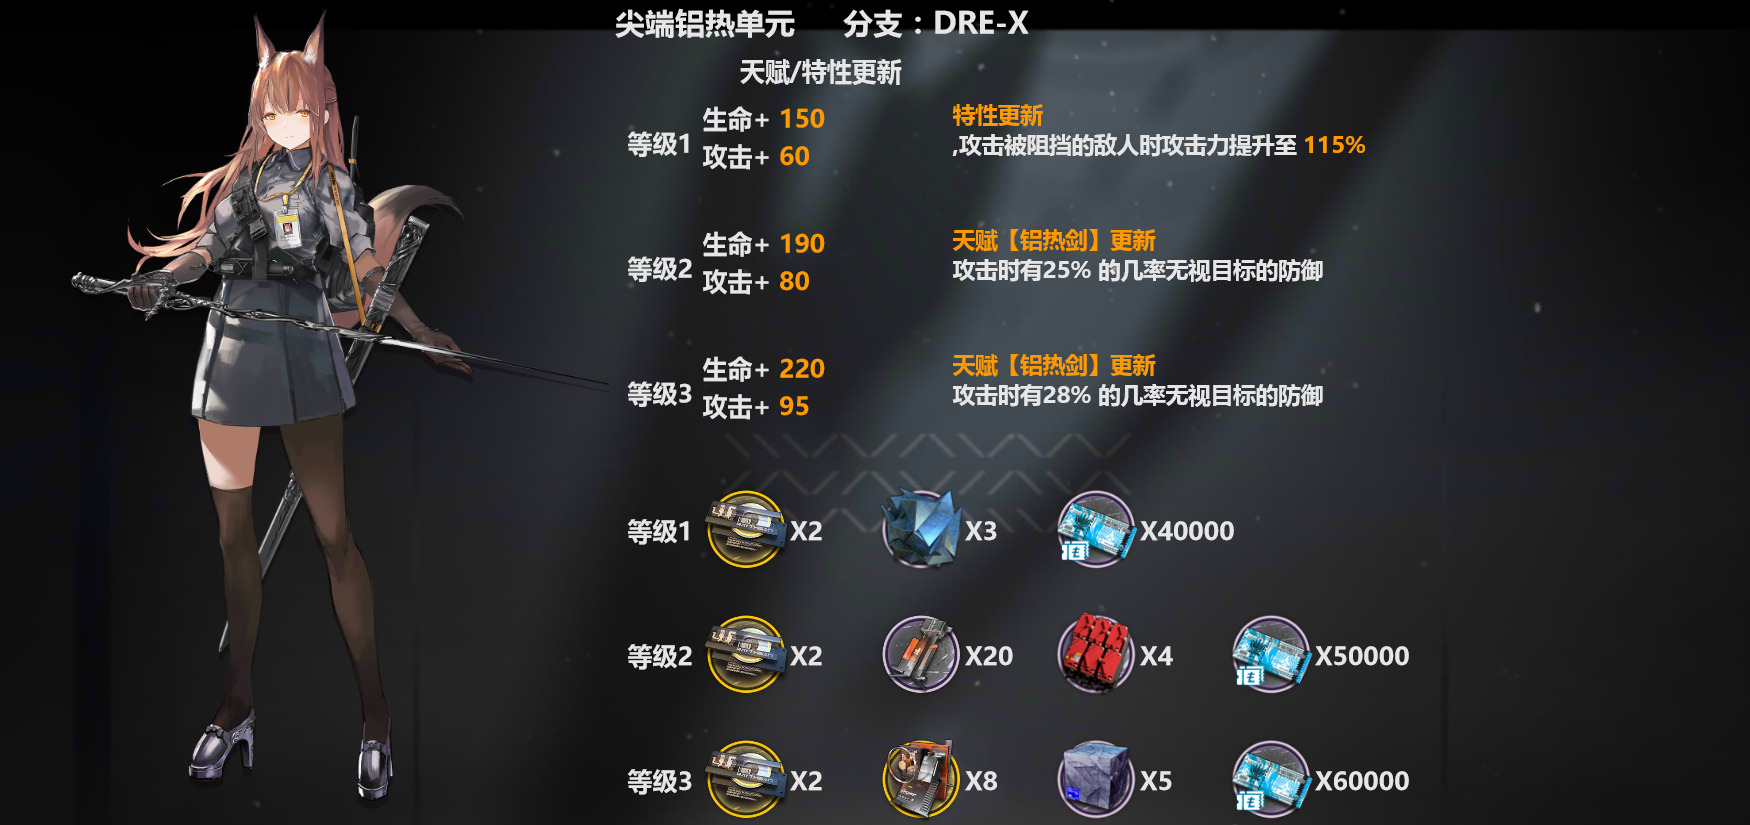 尖端铝热单元 分支：DRE-X
天赋/特性更新
等级1
生命+ 150
攻击+ 60
特性更新
,攻击被阻挡的敌人时攻击力提升至 115%
等级2
生命+ 190
攻击+ 80
天赋【铝热剑】更新
攻击时有25% 的几率无视目标的防御
等级3
生命+ 220
攻击+ 95
天赋【铝热剑】更新
攻击时有28% 的几率无视目标的防御
等级1 X2 X3 X40000
等级2 X2 X20 X4 X50000
等级3 X2 X8 X5 X60000